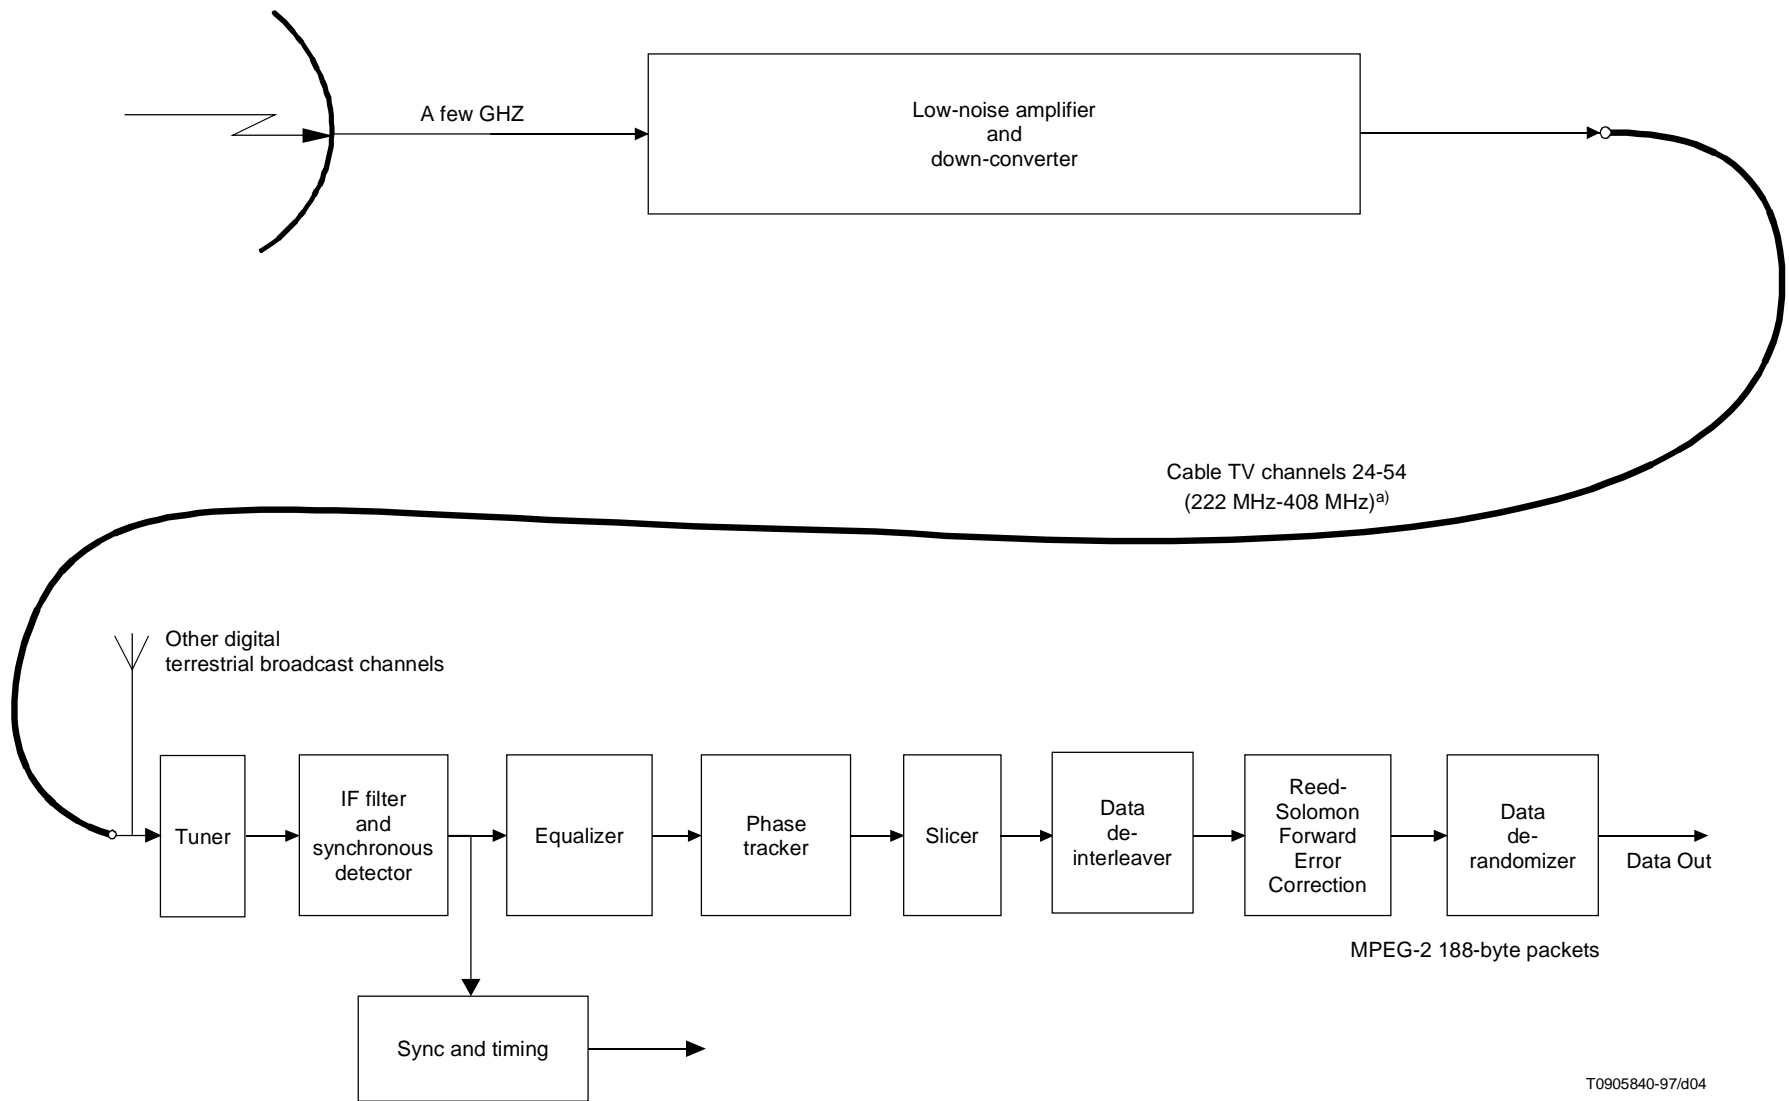 A few GHZ
Low-noise amplifier
and
down-converter
Cable TV channels 24-54
(222 MHz-408 MHz)a)
Other digital
terrestrial broadcast channels
Tuner
IF filter
and
synchronous
detector
Equalizer
Phase
tracker
Slicer
Data
de-
interleaver
Reed-
Solomon
Forward
Error
Correction
Data
de-
randomizer
Data Out
MPEG-2 188-byte packets
Sync and timing
T0905840-97/d04